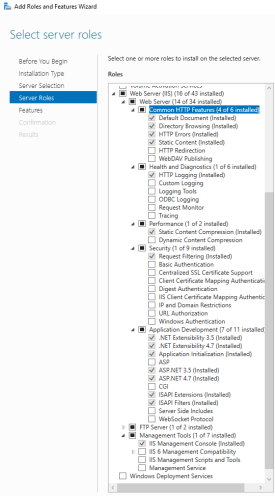 Add Roles and Features Wizard
Select server roles
Before You Begin
Installation Type
Server Selection
Server Roles
Features
Confirmation
Results
Select one or more roles to install on the selected server.
Roles
Volume Activation Services
Web Server (IIS) (16 of 43 installed)
Web Server (14 of 34 installed)
Common HTTP Features (4 of 6 installed)
Default Document (Installed)
Directory Browsing (Installed)
HTTP Errors (Installed)
Static Content (Installed)
HTTP Redirection
WebDAV Publishing
Health and Diagnostics (1 of 6 installed)
HTTP Logging (Installed)
Custom Logging
Logging Tools
ODBC Logging
Request Monitor
Tracing
Performance (1 of 2 installed)
Static Content Compression (Installed)
Dynamic Content Compression
Security (1 of 9 installed)
Request Filtering (Installed)
Basic Authentication
Centralized SSL Certificate Support
Client Certificate Mapping Authenticatic
Digest Authentication
IIS Client Certificate Mapping Authentic
IP and Domain Restrictions
URL Authorization
Windows Authentication
Application Development (7 of 11 installed)
.NET Extensibility 3.5 (Installed)
.NET Extensibility 4.7 (Installed)
Application Initialization (Installed)
ASP
ASP.NET 3.5 (Installed)
ASP.NET 4.7 (Installed)
CGI
ISAPI Extensions (Installed)
ISAPI Filters (Installed)
Server Side Includes
WebSocket Protocol
FTP Server (1 of 2 installed)
Management Tools (1 of 7 installed)
IIS Management Console (Installed)
IIS 6 Management Compatibility
IIS Management Scripts and Tools
Management Service
Windows Deployment Services